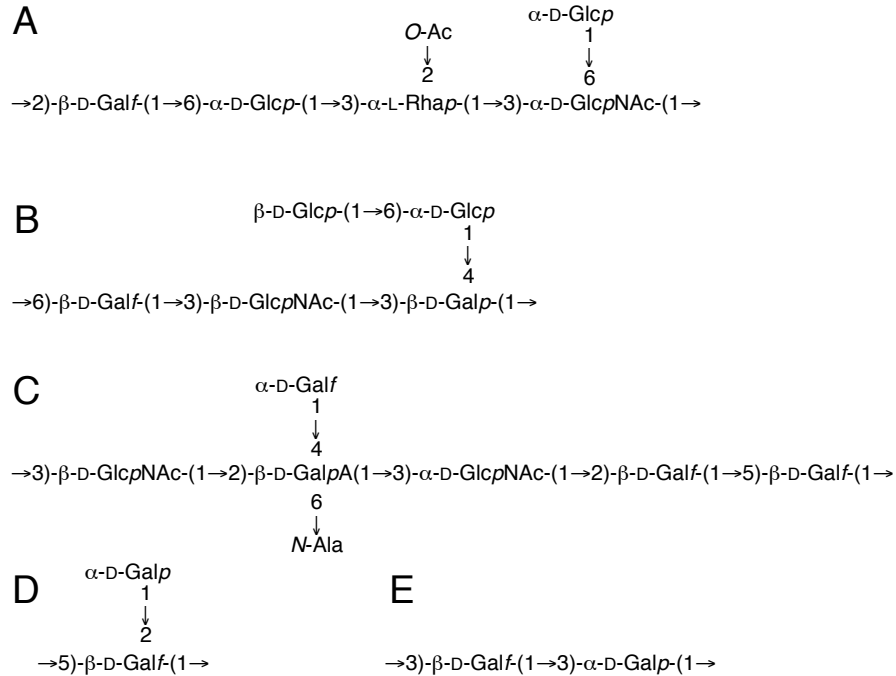 A
O-Ac
↓
2
α-D-Glcp
1
↓
6
→2)-β-D-Galf-(1→6)-α-D-Glcp-(1→3)-α-L-Rhap-(1→3)-α-D-GlcpNAc-(1→
B
β-D-Glcp-(1→6)-α-D-Glcp
1
↓
4
→6)-β-D-Galf-(1→3)-β-D-GlcpNAc-(1→3)-β-D-Galp-(1→
C
α-D-Galf
1
↓
4
→3)-β-D-GlcpNAc-(1→2)-β-D-GalpA(1→3)-α-D-GlcpNAc-(1→2)-β-D-Galf-(1→5)-β-D-Galf-(1→
6
↓
N-Ala
D
α-D-Galp
1
↓
2
→5)-β-D-Galf-(1→
E
→3)-β-D-Galf-(1→3)-α-D-Galp-(1→